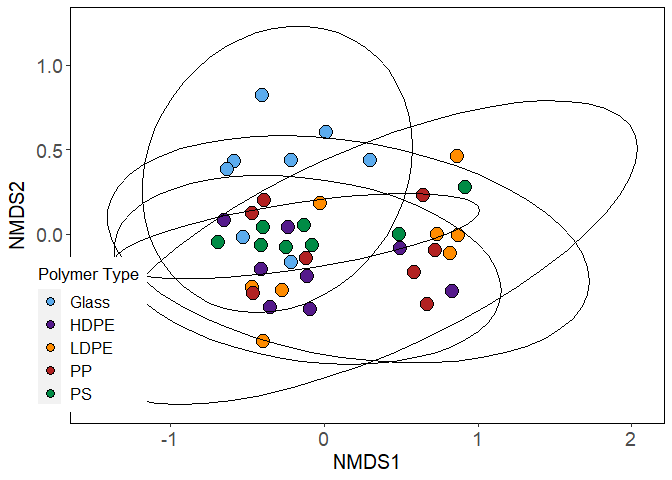 1.0
0.5
0.0
NMDS2
Polymer Type
Glass
HDPE
LDPE
PP
PS
-1 0 1 2
NMDS1